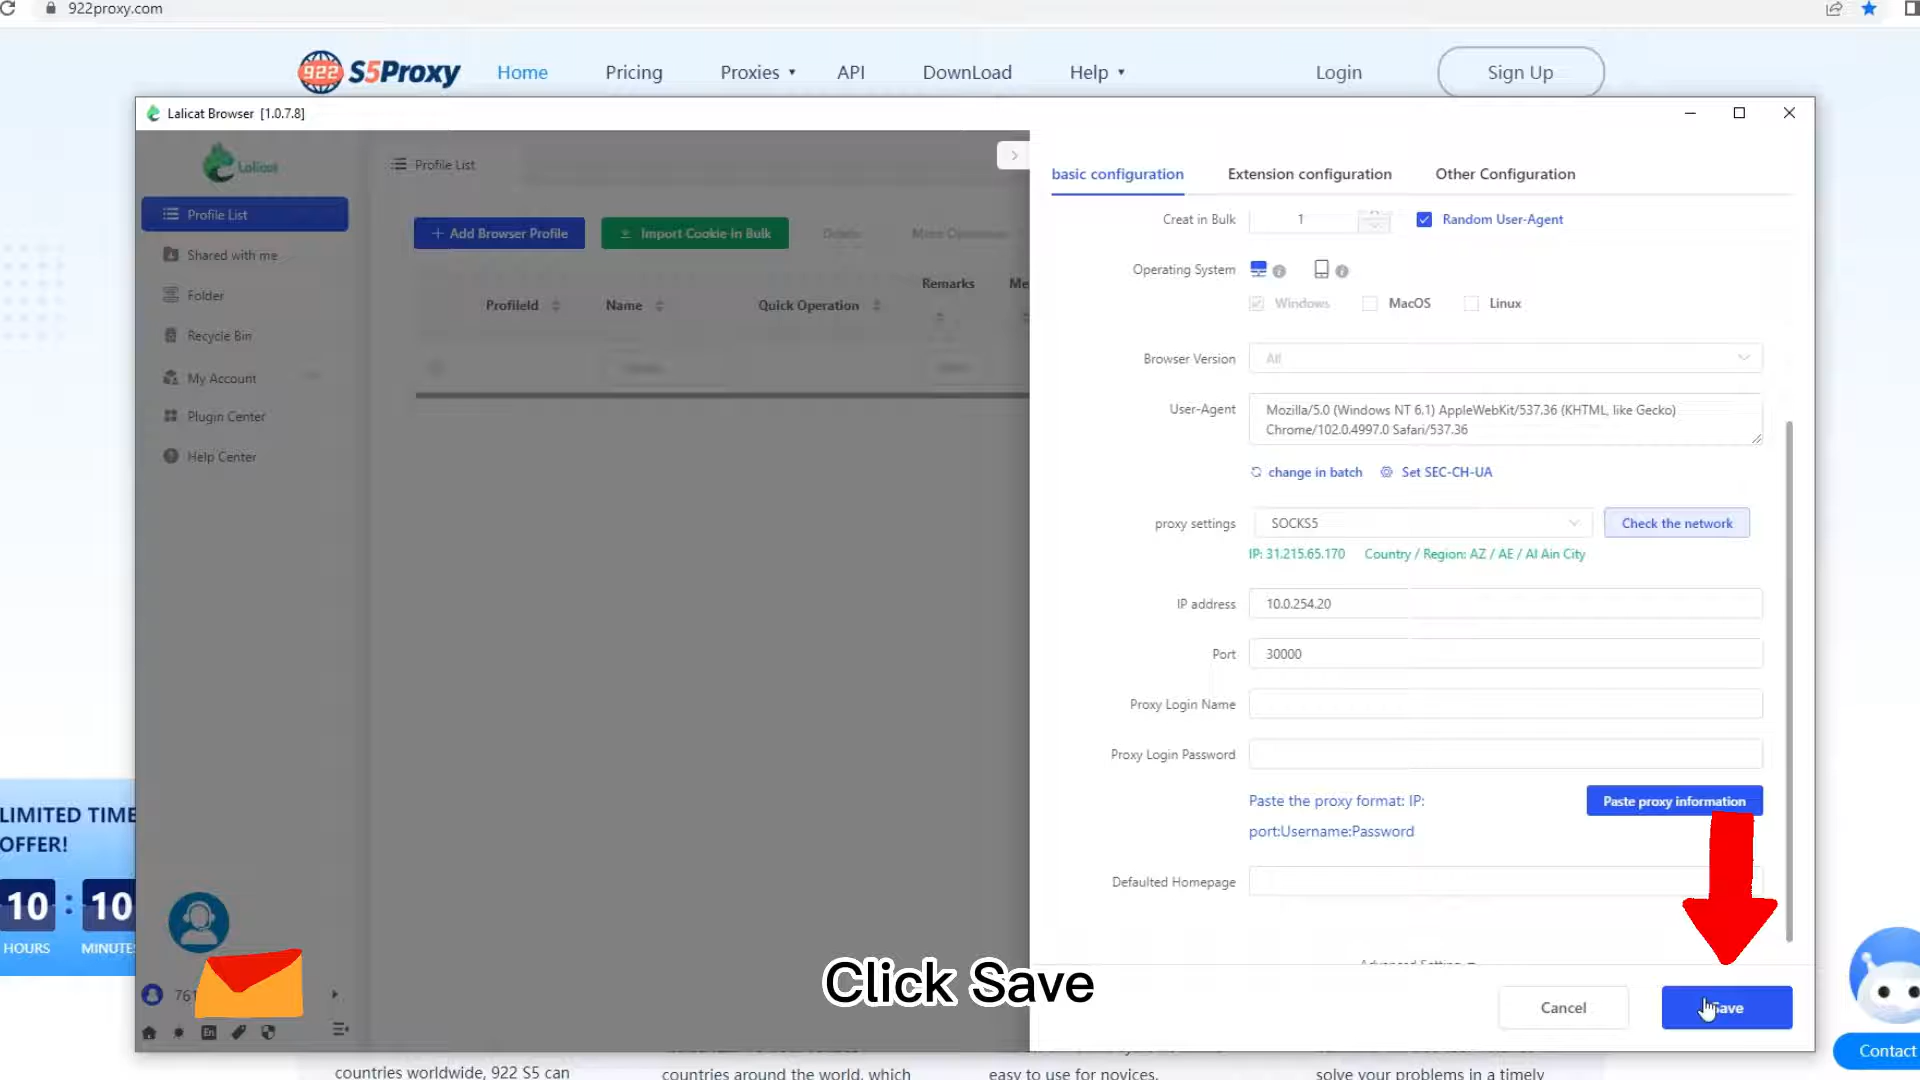 922proxy.com
922 S5Proxy
Home
Pricing
Proxies
API
DownLoad
Help
Login
Sign Up
Lalicat Browser [1.0.7.8]
Lalicat
Profile List
Profile List
Shared with me
Folder
Recycle Bin
My Account
Plugin Center
Help Center
+ Add Browser Profile
Import Cookie in Bulk
Delete
ProfileId
Name
Quick Operation
Remarks
Me
basic configuration
Extension configuration
Other Configuration
Creat in Bulk
1
Random User-Agent
Operating System
Windows
MacOS
Linux
Browser Version
All
User-Agent
Mozilla/5.0 (Windows NT 6.1) AppleWebKit/537.36 (KHTML, like Gecko)
Chrome/102.0.4997.0 Safari/537.36
change in batch
Set SEC-CH-UA
proxy settings
SOCKS5
Check the network
IP: 31.215.65.170 Country / Region: AZ / AE / Al Ain City
IP address
10.0.254.20
Port
30000
Proxy Login Name
Proxy Login Password
Paste the proxy format: IP:
port:Username:Password
Paste proxy information
Defaulted Homepage
Cancel
Save
LIMITED TIME
OFFER!
10 : 10
HOURS
MINUTE
761
En
Click Save
Contact
countries worldwide, 922 S5 can
countries around the world, which
easy to use for novices.
solve your problems in a timely